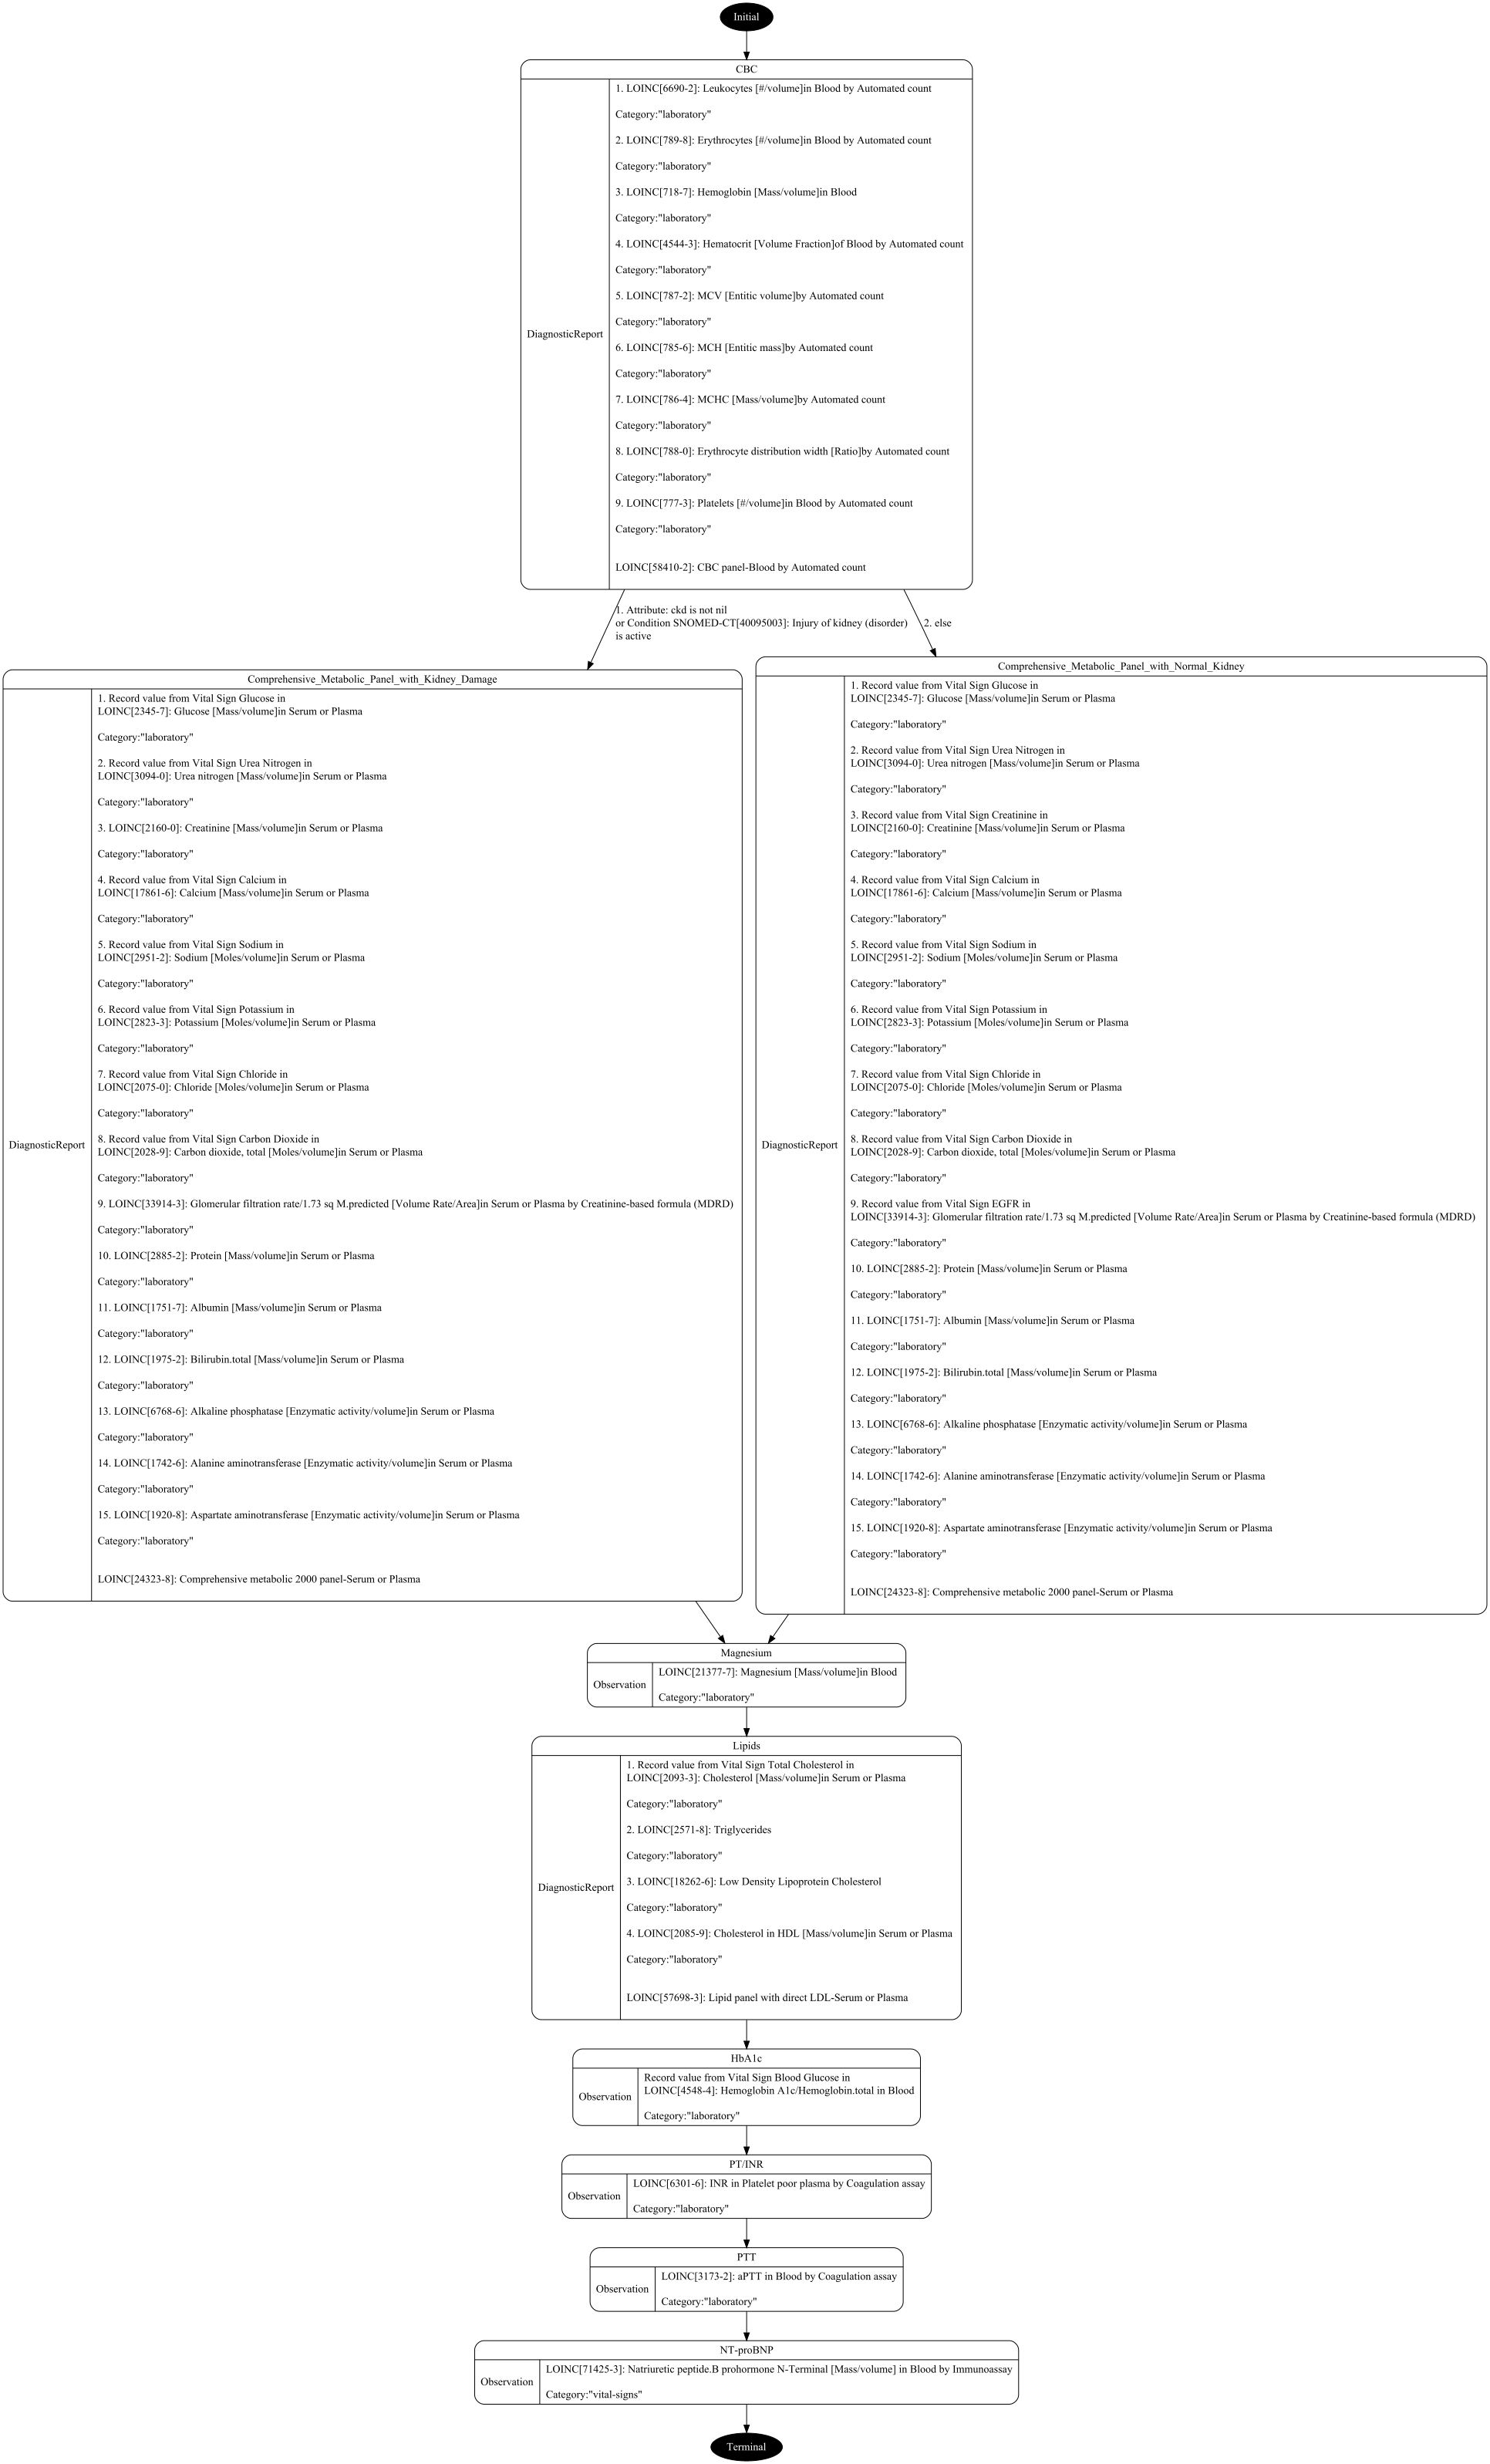 Initial
CBC
DiagnosticReport
1. LOINC[6690-2]: Leukocytes [#/volume]in Blood by Automated count
Category:"laboratory"
2. LOINC[789-8]: Erythrocytes [#/volume]in Blood by Automated count
Category:"laboratory"
3. LOINC[718-7]: Hemoglobin [Mass/volume]in Blood
Category:"laboratory"
4. LOINC[4544-3]: Hematocrit [Volume Fraction]of Blood by Automated count
Category:"laboratory"
5. LOINC[787-2]: MCV [Entitic volume]by Automated count
Category:"laboratory"
6. LOINC[785-6]: MCH [Entitic mass]by Automated count
Category:"laboratory"
7. LOINC[786-4]: MCHC [Mass/volume]by Automated count
Category:"laboratory"
8. LOINC[788-0]: Erythrocyte distribution width [Ratio]by Automated count
Category:"laboratory"
9. LOINC[777-3]: Platelets [#/volume]in Blood by Automated count
Category:"laboratory"
LOINC[58410-2]: CBC panel-Blood by Automated count
1. Attribute: ckd is not nil
or Condition SNOMED-CT[40095003]: Injury of kidney (disorder)
is active
2. else
Comprehensive_Metabolic_Panel_with_Kidney_Damage
DiagnosticReport
1. Record value from Vital Sign Glucose in
LOINC[2345-7]: Glucose [Mass/volume]in Serum or Plasma
Category:"laboratory"
2. Record value from Vital Sign Urea Nitrogen in
LOINC[3094-0]: Urea nitrogen [Mass/volume]in Serum or Plasma
Category:"laboratory"
3. LOINC[2160-0]: Creatinine [Mass/volume]in Serum or Plasma
Category:"laboratory"
4. Record value from Vital Sign Calcium in
LOINC[17861-6]: Calcium [Mass/volume]in Serum or Plasma
Category:"laboratory"
5. Record value from Vital Sign Sodium in
LOINC[2951-2]: Sodium [Moles/volume]in Serum or Plasma
Category:"laboratory"
6. Record value from Vital Sign Potassium in
LOINC[2823-3]: Potassium [Moles/volume]in Serum or Plasma
Category:"laboratory"
7. Record value from Vital Sign Chloride in
LOINC[2075-0]: Chloride [Moles/volume]in Serum or Plasma
Category:"laboratory"
8. Record value from Vital Sign Carbon Dioxide in
LOINC[2028-9]: Carbon dioxide, total [Moles/volume]in Serum or Plasma
Category:"laboratory"
9. LOINC[33914-3]: Glomerular filtration rate/1.73 sq M.predicted [Volume Rate/Area]in Serum or Plasma by Creatinine-based formula (MDRD)
Category:"laboratory"
10. LOINC[2885-2]: Protein [Mass/volume]in Serum or Plasma
Category:"laboratory"
11. LOINC[1751-7]: Albumin [Mass/volume]in Serum or Plasma
Category:"laboratory"
12. LOINC[1975-2]: Bilirubin.total [Mass/volume]in Serum or Plasma
Category:"laboratory"
13. LOINC[6768-6]: Alkaline phosphatase [Enzymatic activity/volume]in Serum or Plasma
Category:"laboratory"
14. LOINC[1742-6]: Alanine aminotransferase [Enzymatic activity/volume]in Serum or Plasma
Category:"laboratory"
15. LOINC[1920-8]: Aspartate aminotransferase [Enzymatic activity/volume]in Serum or Plasma
Category:"laboratory"
LOINC[24323-8]: Comprehensive metabolic 2000 panel-Serum or Plasma
Comprehensive_Metabolic_Panel_with_Normal_Kidney
DiagnosticReport
1. Record value from Vital Sign Glucose in
LOINC[2345-7]: Glucose [Mass/volume]in Serum or Plasma
Category:"laboratory"
2. Record value from Vital Sign Urea Nitrogen in
LOINC[3094-0]: Urea nitrogen [Mass/volume]in Serum or Plasma
Category:"laboratory"
3. Record value from Vital Sign Creatinine in
LOINC[2160-0]: Creatinine [Mass/volume]in Serum or Plasma
Category:"laboratory"
4. Record value from Vital Sign Calcium in
LOINC[17861-6]: Calcium [Mass/volume]in Serum or Plasma
Category:"laboratory"
5. Record value from Vital Sign Sodium in
LOINC[2951-2]: Sodium [Moles/volume]in Serum or Plasma
Category:"laboratory"
6. Record value from Vital Sign Potassium in
LOINC[2823-3]: Potassium [Moles/volume]in Serum or Plasma
Category:"laboratory"
7. Record value from Vital Sign Chloride in
LOINC[2075-0]: Chloride [Moles/volume]in Serum or Plasma
Category:"laboratory"
8. Record value from Vital Sign Carbon Dioxide in
LOINC[2028-9]: Carbon dioxide, total [Moles/volume]in Serum or Plasma
Category:"laboratory"
9. Record value from Vital Sign EGFR in
LOINC[33914-3]: Glomerular filtration rate/1.73 sq M.predicted [Volume Rate/Area]in Serum or Plasma by Creatinine-based formula (MDRD)
Category:"laboratory"
10. LOINC[2885-2]: Protein [Mass/volume]in Serum or Plasma
Category:"laboratory"
11. LOINC[1751-7]: Albumin [Mass/volume]in Serum or Plasma
Category:"laboratory"
12. LOINC[1975-2]: Bilirubin.total [Mass/volume]in Serum or Plasma
Category:"laboratory"
13. LOINC[6768-6]: Alkaline phosphatase [Enzymatic activity/volume]in Serum or Plasma
Category:"laboratory"
14. LOINC[1742-6]: Alanine aminotransferase [Enzymatic activity/volume]in Serum or Plasma
Category:"laboratory"
15. LOINC[1920-8]: Aspartate aminotransferase [Enzymatic activity/volume]in Serum or Plasma
Category:"laboratory"
LOINC[24323-8]: Comprehensive metabolic 2000 panel-Serum or Plasma
Magnesium
Observation
LOINC[21377-7]: Magnesium [Mass/volume]in Blood
Category:"laboratory"
Lipids
DiagnosticReport
1. Record value from Vital Sign Total Cholesterol in
LOINC[2093-3]: Cholesterol [Mass/volume]in Serum or Plasma
Category:"laboratory"
2. LOINC[2571-8]: Triglycerides
Category:"laboratory"
3. LOINC[18262-6]: Low Density Lipoprotein Cholesterol
Category:"laboratory"
4. LOINC[2085-9]: Cholesterol in HDL [Mass/volume]in Serum or Plasma
Category:"laboratory"
LOINC[57698-3]: Lipid panel with direct LDL-Serum or Plasma
HbA1c
Observation
Record value from Vital Sign Blood Glucose in
LOINC[4548-4]: Hemoglobin A1c/Hemoglobin.total in Blood
Category:"laboratory"
PT/INR
Observation
LOINC[6301-6]: INR in Platelet poor plasma by Coagulation assay
Category:"laboratory"
PTT
Observation
LOINC[3173-2]: aPTT in Blood by Coagulation assay
Category:"laboratory"
NT-proBNP
Observation
LOINC[71425-3]: Natriuretic peptide.B prohormone N-Terminal [Mass/volume] in Blood by Immunoassay
Category:"vital-signs"
Terminal